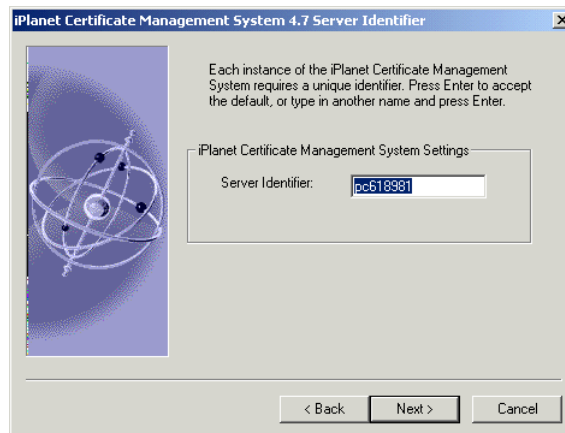 iPlanet Certificate Management System 4.7 Server Identifier
Each instance of the iPlanet Certificate Management
System requires a unique identifier. Press Enter to accept
the default, or type in another name and press Enter.
iPlanet Certificate Management System Settings
Server Identifier: pc618981
< Back Next > Cancel